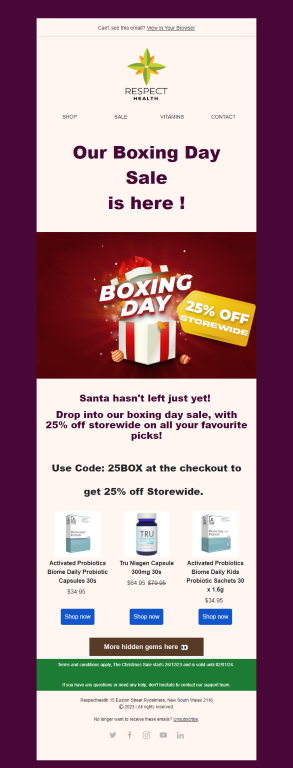 Can't see this email? View in Your Browser
RESPECT
HEALTH
SHOP SALE VITAMINS CONTACT
Our Boxing Day
Sale
is here !
BOXING
DAY
25% OFF
STOREWIDE
Santa hasn't left just yet!
Drop into our boxing day sale, with
25% off storewide on all your favourite
picks!
Use Code: 25BOX at the checkout to
get 25% off Storewide.
TRU
Activated Probiotics
Biome Daily Probiotic
Capsules 30s
$34.95
Shop now
Tru Niagen Capsule
300mg 30s
$64.95 $79.95
Shop now
Activated Probiotics
Biome Daily Kids
Probiotic Sachets 30
x 1.6g
$34.95
Shop now
More hidden gems here 👀
Terms and conditions apply, The Christmas Sale starts 26/12/23 and is valid until 02/01/24.
If you have any questions or need any help, don't hesitate to contact our support team.
RespectHealth 15 Euston Street Rydalmere, New South Wales 2116
© 2023 | All rights reserved.
No longer want to receive these emails? Unsubscribe.